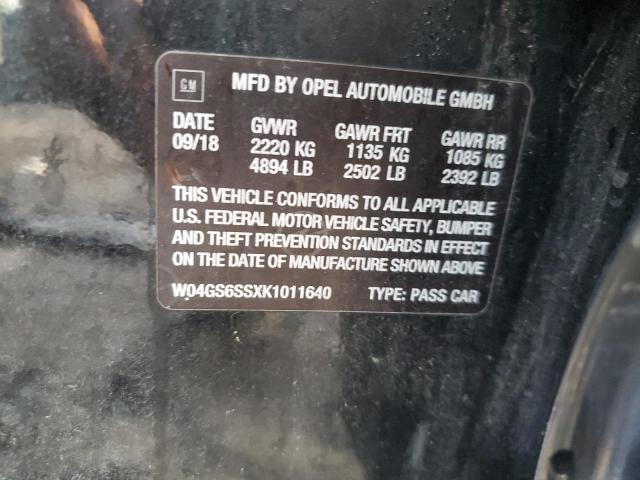 GM MFD BY OPEL AUTOMOBILE GMBH
DATE GVWR GAWR FRT GAWR RR
09/18 2220 KG 1135 KG 1085 KG
4894 LB 2502 LB 2392 LB
THIS VEHICLE CONFORMS TO ALL APPLICABLE
U.S. FEDERAL MOTOR VEHICLE SAFETY, BUMPER
AND THEFT PREVENTION STANDARDS IN EFFECT
ON THE DATE OF MANUFACTURE SHOWN ABOVE
W04GS6SSXK1011640 TYPE: PASS CAR